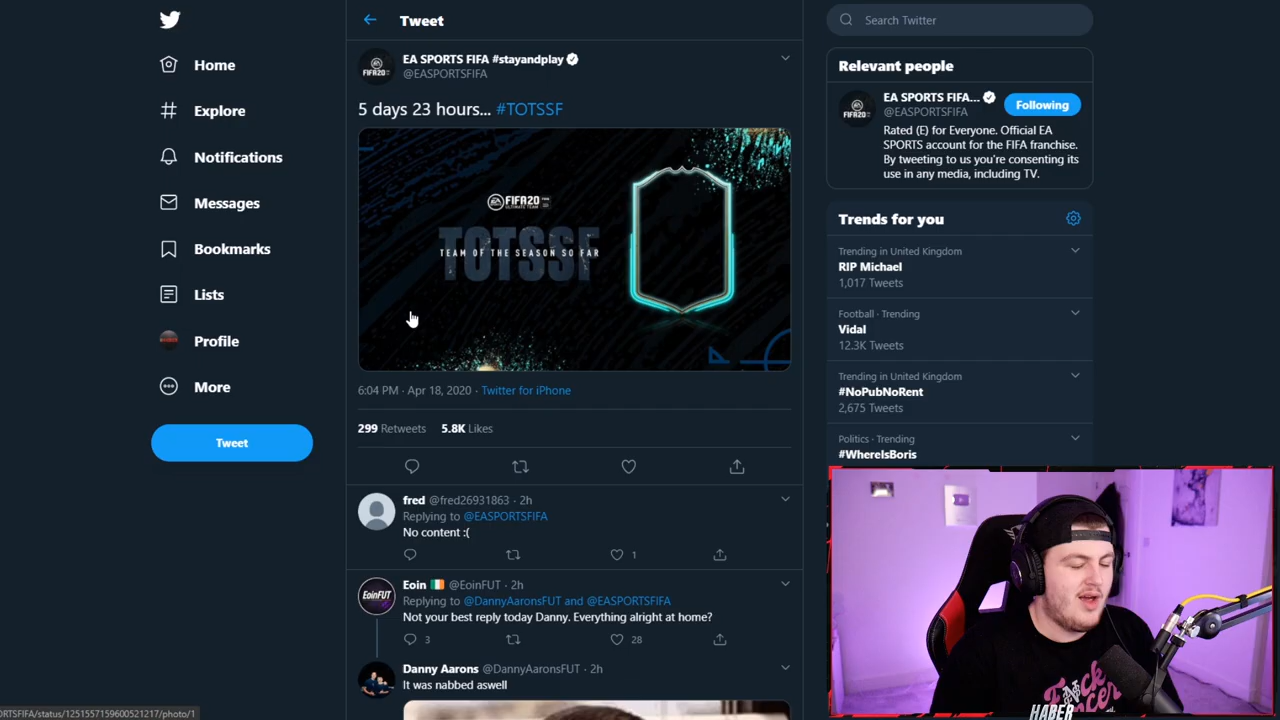 Home
Explore
Notifications
Messages
Bookmarks
Lists
Profile
More
Tweet
Tweet
EA SPORTS FIFA #stayandplay
@EASPORTSFIFA
5 days 23 hours... #TOTSSF
FIFA20
TOTSSF
TEAM OF THE SEASON SO FAR
6:04 PM · Apr 18, 2020 · Twitter for iPhone
299 Retweets 5.8K Likes
fred @fred26931863 · 2h
Replying to @EASPORTSFIFA
No content :(
1
Eoin @EoinFUT · 2h
Replying to @DannyAaronsFUT and @EASPORTSFIFA
Not your best reply today Danny. Everything alright at home?
3 28
Danny Aarons @DannyAaronsFUT · 2h
It was nabbed aswell
Search Twitter
Relevant people
EA SPORTS FIFA...
@EASPORTSFIFA
Following
Rated (E) for Everyone. Official EA
SPORTS account for the FIFA franchise.
By tweeting to us you're consenting its
use in any media, including TV.
Trends for you
Trending in United Kingdom
RIP Michael
1,017 Tweets
Football · Trending
Vidal
12.3K Tweets
Trending in United Kingdom
#NoPubNoRent
2,675 Tweets
Politics · Trending
#WhereIsBoris
HABER
ORTSFIFA/status/1251557159600521217/photo/1